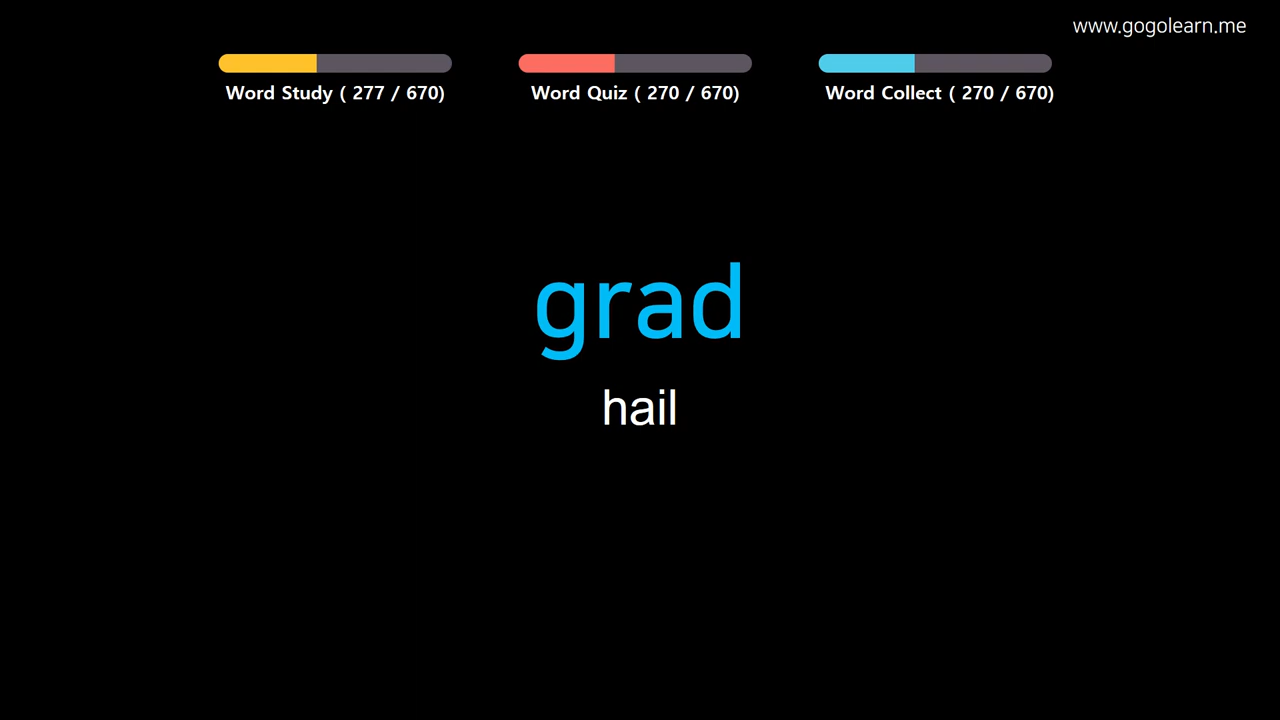 www.gogolearn.me
Word Study ( 277 / 670)
Word Quiz ( 270 / 670)
Word Collect ( 270 / 670)
grad
hail